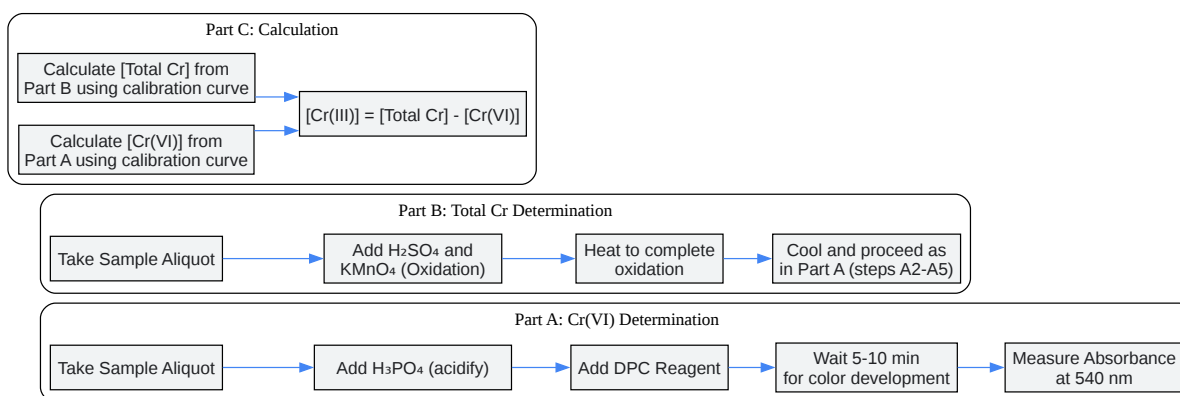 Part C: Calculation
Calculate [Total Cr] from
Part B using calibration curve
[Cr(III)] = [Total Cr] - [Cr(VI)]
Calculate [Cr(VI)] from
Part A using calibration curve
Part B: Total Cr Determination
Take Sample Aliquot
Add H₂SO₄ and
KMnO₄ (Oxidation)
Heat to complete
oxidation
Cool and proceed as
in Part A (steps A2-A5)
Part A: Cr(VI) Determination
Take Sample Aliquot
Add H₃PO₄ (acidify)
Add DPC Reagent
Wait 5-10 min
for color development
Measure Absorbance
at 540 nm